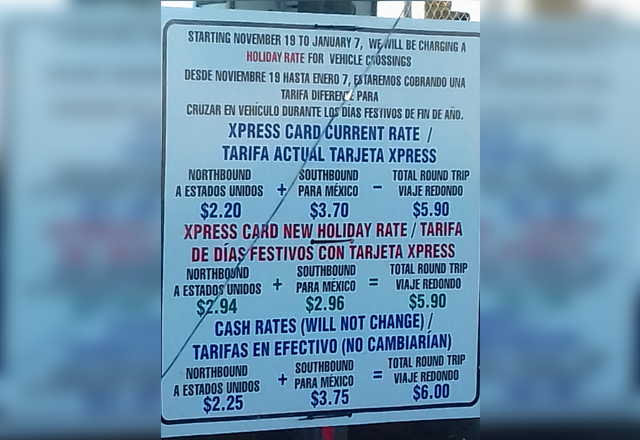 STARTING NOVEMBER 19 TO JANUARY 7, WE WILL BE CHARGING A
HOLIDAY RATE FOR VEHICLE CROSSINGS
DESDE NOVIEMBRE 19 HASTA ENERO 7, ESTAREMOS COBRANDO UNA
TARIFA DIFERENTE PARA
CRUZAR EN VEHÍCULO DURANTE LOS DÍAS FESTIVOS DE FIN DE AÑO.
XPRESS CARD CURRENT RATE /
TARIFA ACTUAL TARJETA XPRESS
NORTHBOUND SOUTHBOUND TOTAL ROUND TRIP
A ESTADOS UNIDOS + PARA MÉXICO - VIAJE REDONDO
$2.20 $3.70 $5.90
XPRESS CARD NEW HOLIDAY RATE / TARIFA
DE DÍAS FESTIVOS CON TARJETA XPRESS
NORTHBOUND SOUTHBOUND TOTAL ROUND TRIP
A ESTADOS UNIDOS + PARA MÉXICO = VIAJE REDONDO
$2.94 $2.96 $5.90
CASH RATES (WILL NOT CHANGE) /
TARIFAS EN EFECTIVO (NO CAMBIARÍAN)
NORTHBOUND SOUTHBOUND TOTAL ROUND TRIP
A ESTADOS UNIDOS + PARA MÉXICO = VIAJE REDONDO
$2.25 $3.75 $6.00